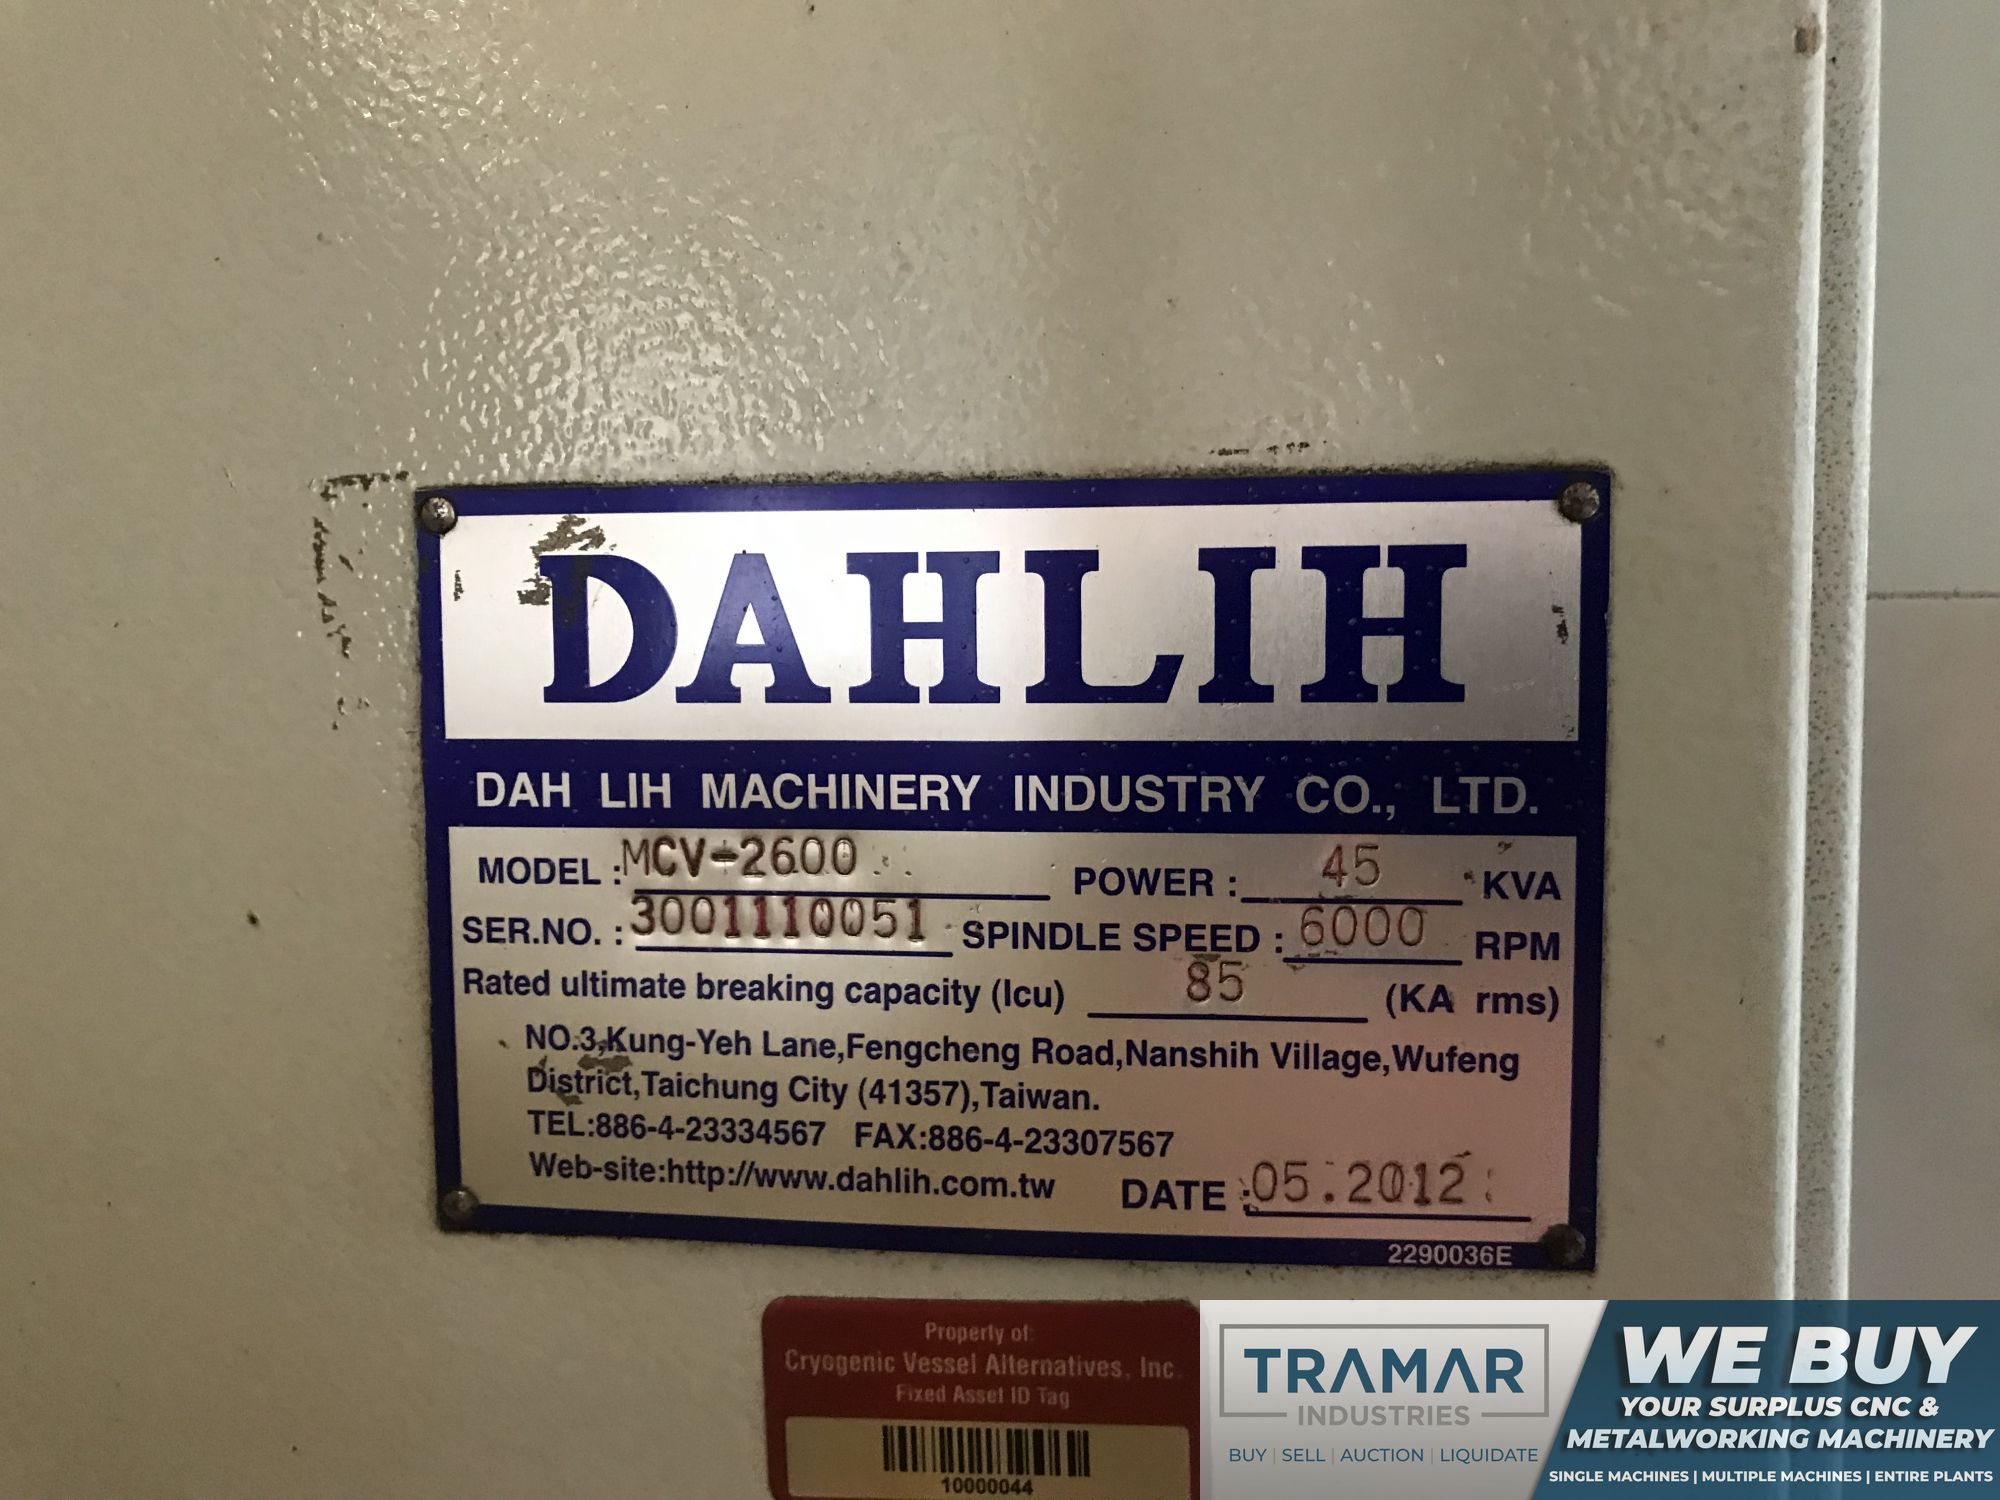 DAHLIH
DAH LIH MACHINERY INDUSTRY CO., LTD.
MODEL : MCV-2600 POWER : 45 KVA
SER.NO. : 3001110051 SPINDLE SPEED : 6000 RPM
Rated ultimate breaking capacity (Icu) 85 (KA rms)
NO.3,Kung-Yeh Lane,Fengcheng Road,Nanshih Village,Wufeng
District,Taichung City (41357),Taiwan.
TEL:886-4-23334567 FAX:886-4-23307567
Web-site:http://www.dahlih.com.tw DATE : 05.2012
2290036E
Property of:
Cryogenic Vessel Alternatives, Inc.
Fixed Asset ID Tag
10000044
TRAMAR
INDUSTRIES
BUY | SELL | AUCTION | LIQUIDATE
WE BUY
YOUR SURPLUS CNC &
METALWORKING MACHINERY
SINGLE MACHINES | MULTIPLE MACHINES | ENTIRE PLANTS